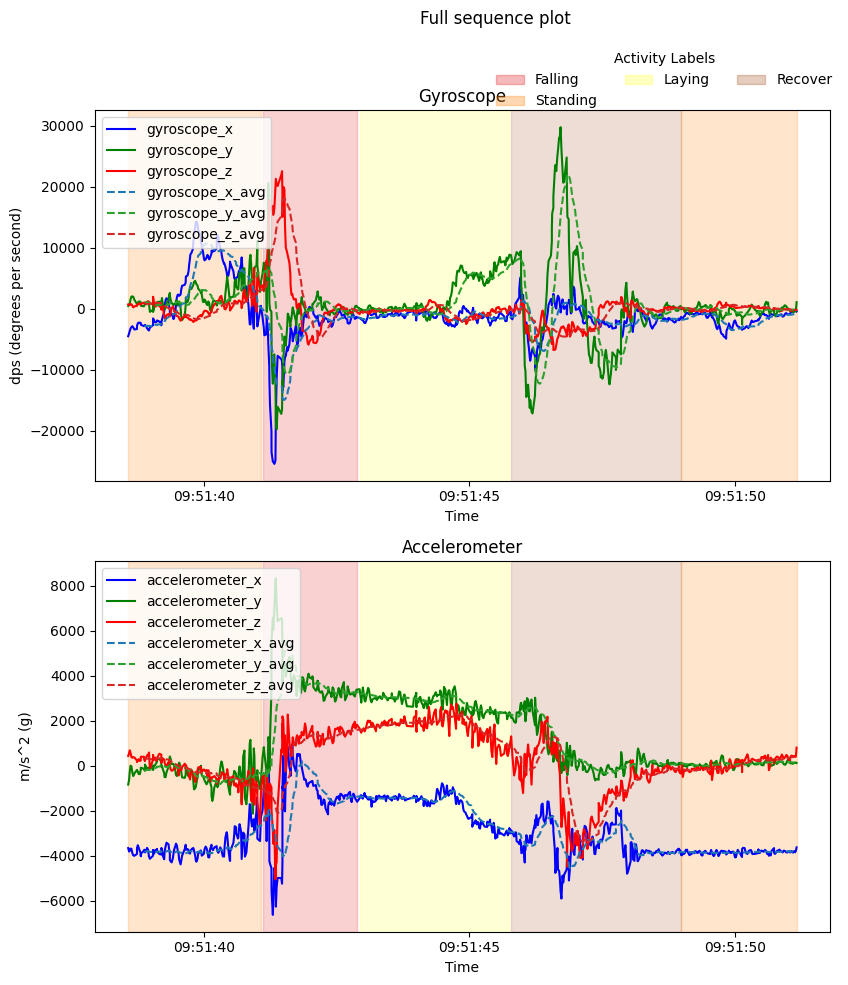 Full sequence plot
Activity Labels
Falling
Standing
Laying
Recover
Gyroscope
gyroscope_x
gyroscope_y
gyroscope_z
gyroscope_x_avg
gyroscope_y_avg
gyroscope_z_avg
30000
20000
10000
0
−10000
−20000
dps (degrees per second)
09:51:40
09:51:45
09:51:50
Time
Accelerometer
accelerometer_x
accelerometer_y
accelerometer_z
accelerometer_x_avg
accelerometer_y_avg
accelerometer_z_avg
8000
6000
4000
2000
0
−2000
−4000
−6000
m/s^2 (g)
09:51:40
09:51:45
09:51:50
Time